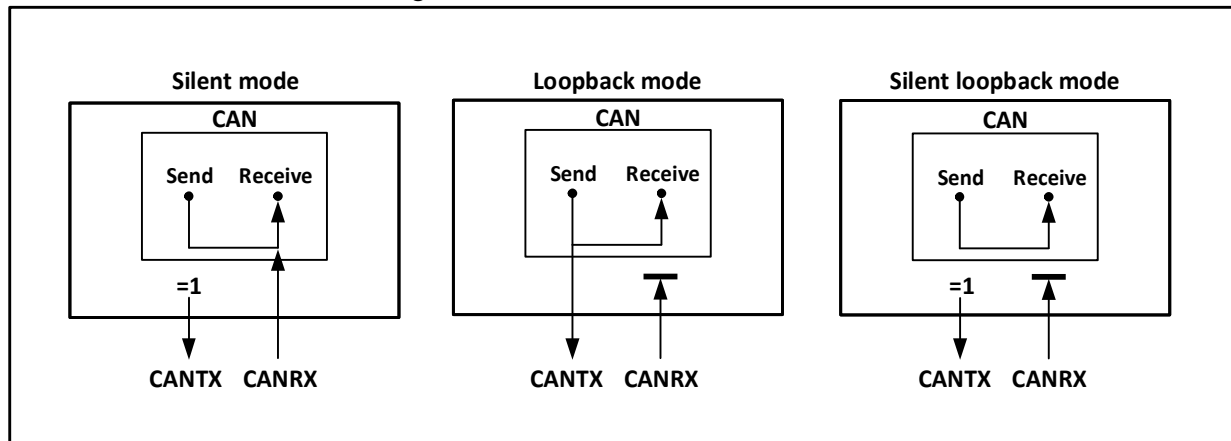 Silent mode
CAN
Send Receive
=1
CANTX CANRX
Loopback mode
CAN
Send Receive
CANTX CANRX
Silent loopback mode
CAN
Send Receive
=1
CANTX CANRX